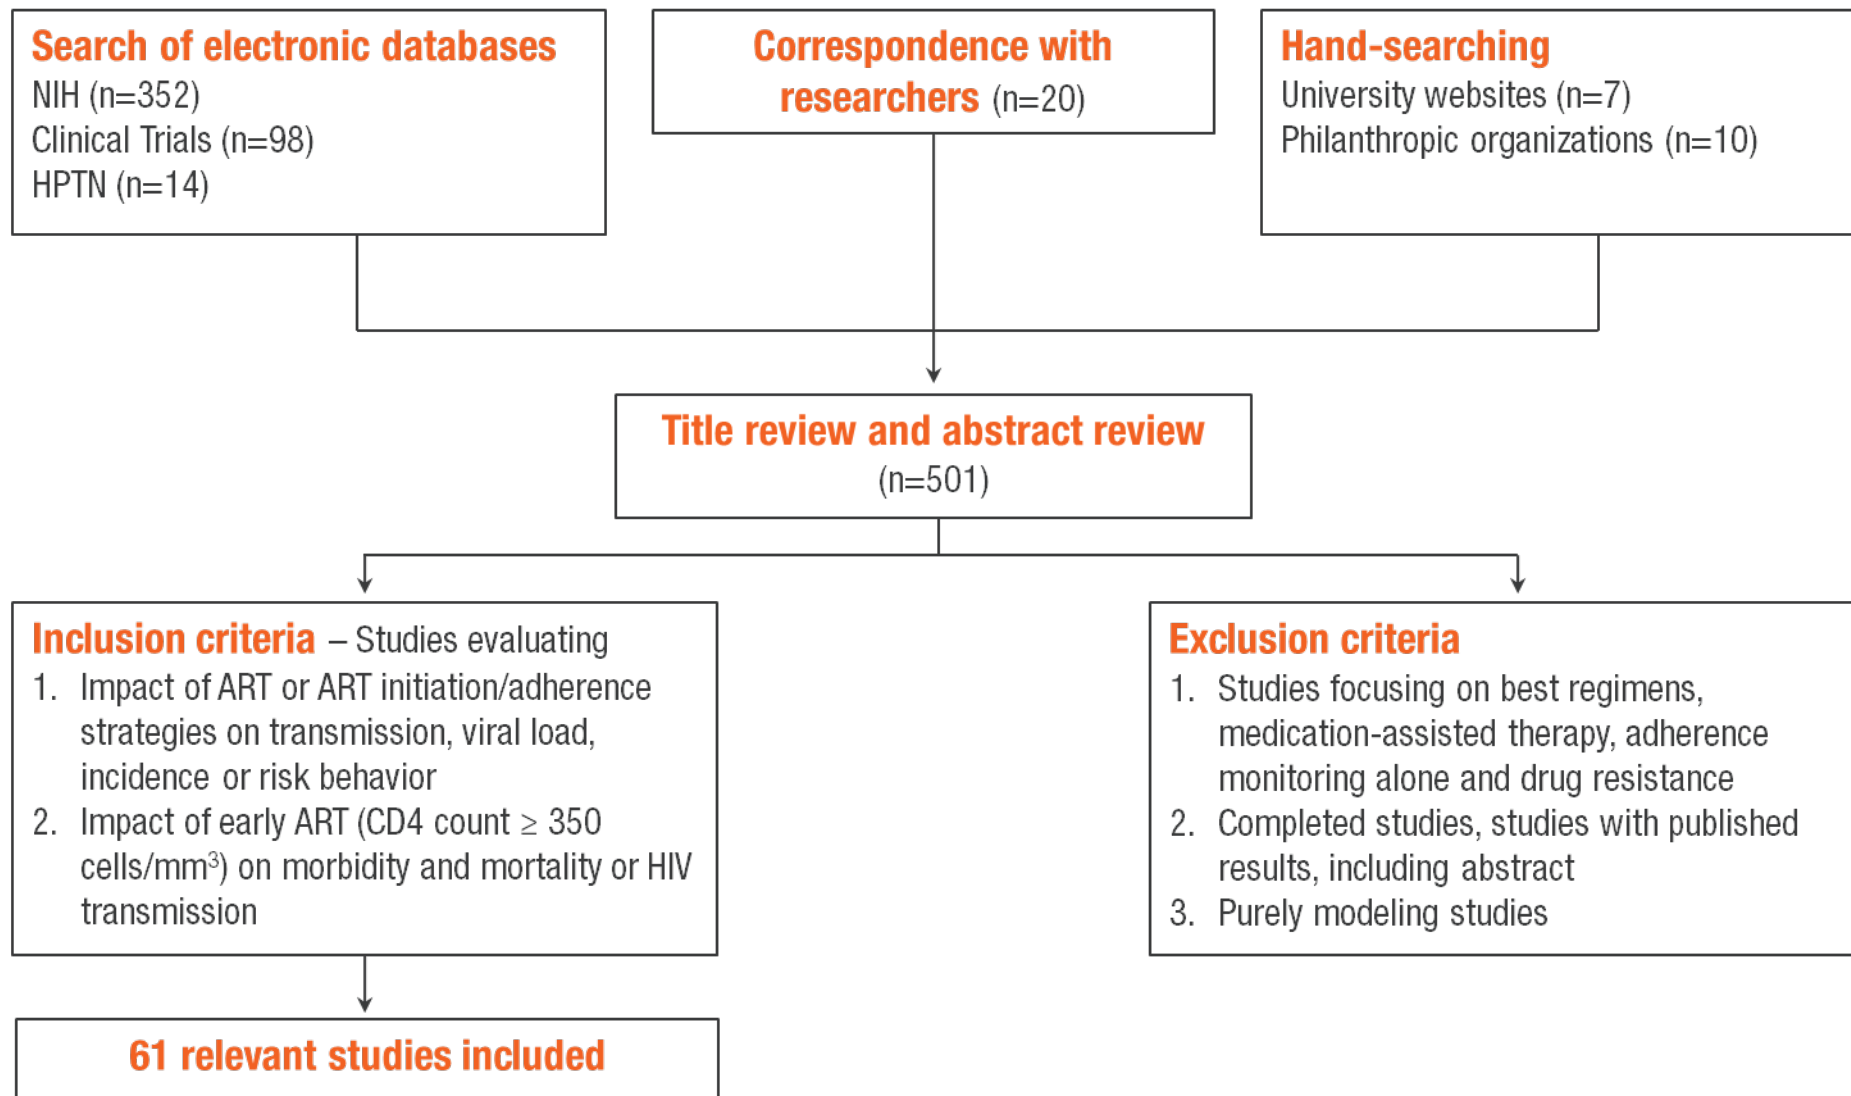 Search of electronic databases
NIH (n=352)
Clinical Trials (n=98)
HPTN (n=14)
Correspondence with
researchers (n=20)
Hand-searching
University websites (n=7)
Philanthropic organizations (n=10)
Title review and abstract review
(n=501)
Inclusion criteria – Studies evaluating
1. Impact of ART or ART initiation/adherence
strategies on transmission, viral load,
incidence or risk behavior
2. Impact of early ART (CD4 count ≥ 350
cells/mm³) on morbidity and mortality or HIV
transmission
Exclusion criteria
1. Studies focusing on best regimens,
medication-assisted therapy, adherence
monitoring alone and drug resistance
2. Completed studies, studies with published
results, including abstract
3. Purely modeling studies
61 relevant studies included